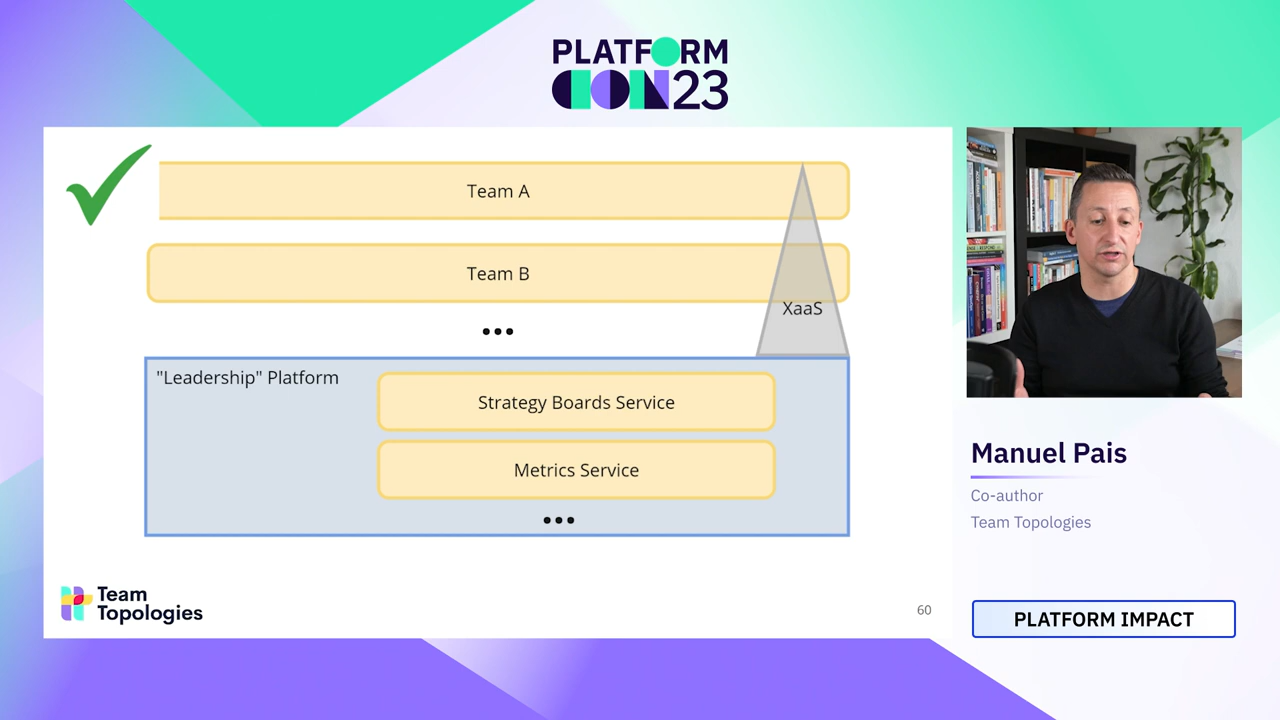 PLATFORM
CON23
Team A
Team B
•••
XaaS
"Leadership" Platform
Strategy Boards Service
Metrics Service
•••
Team
Topologies
60
Manuel Pais
Co-author
Team Topologies
PLATFORM IMPACT